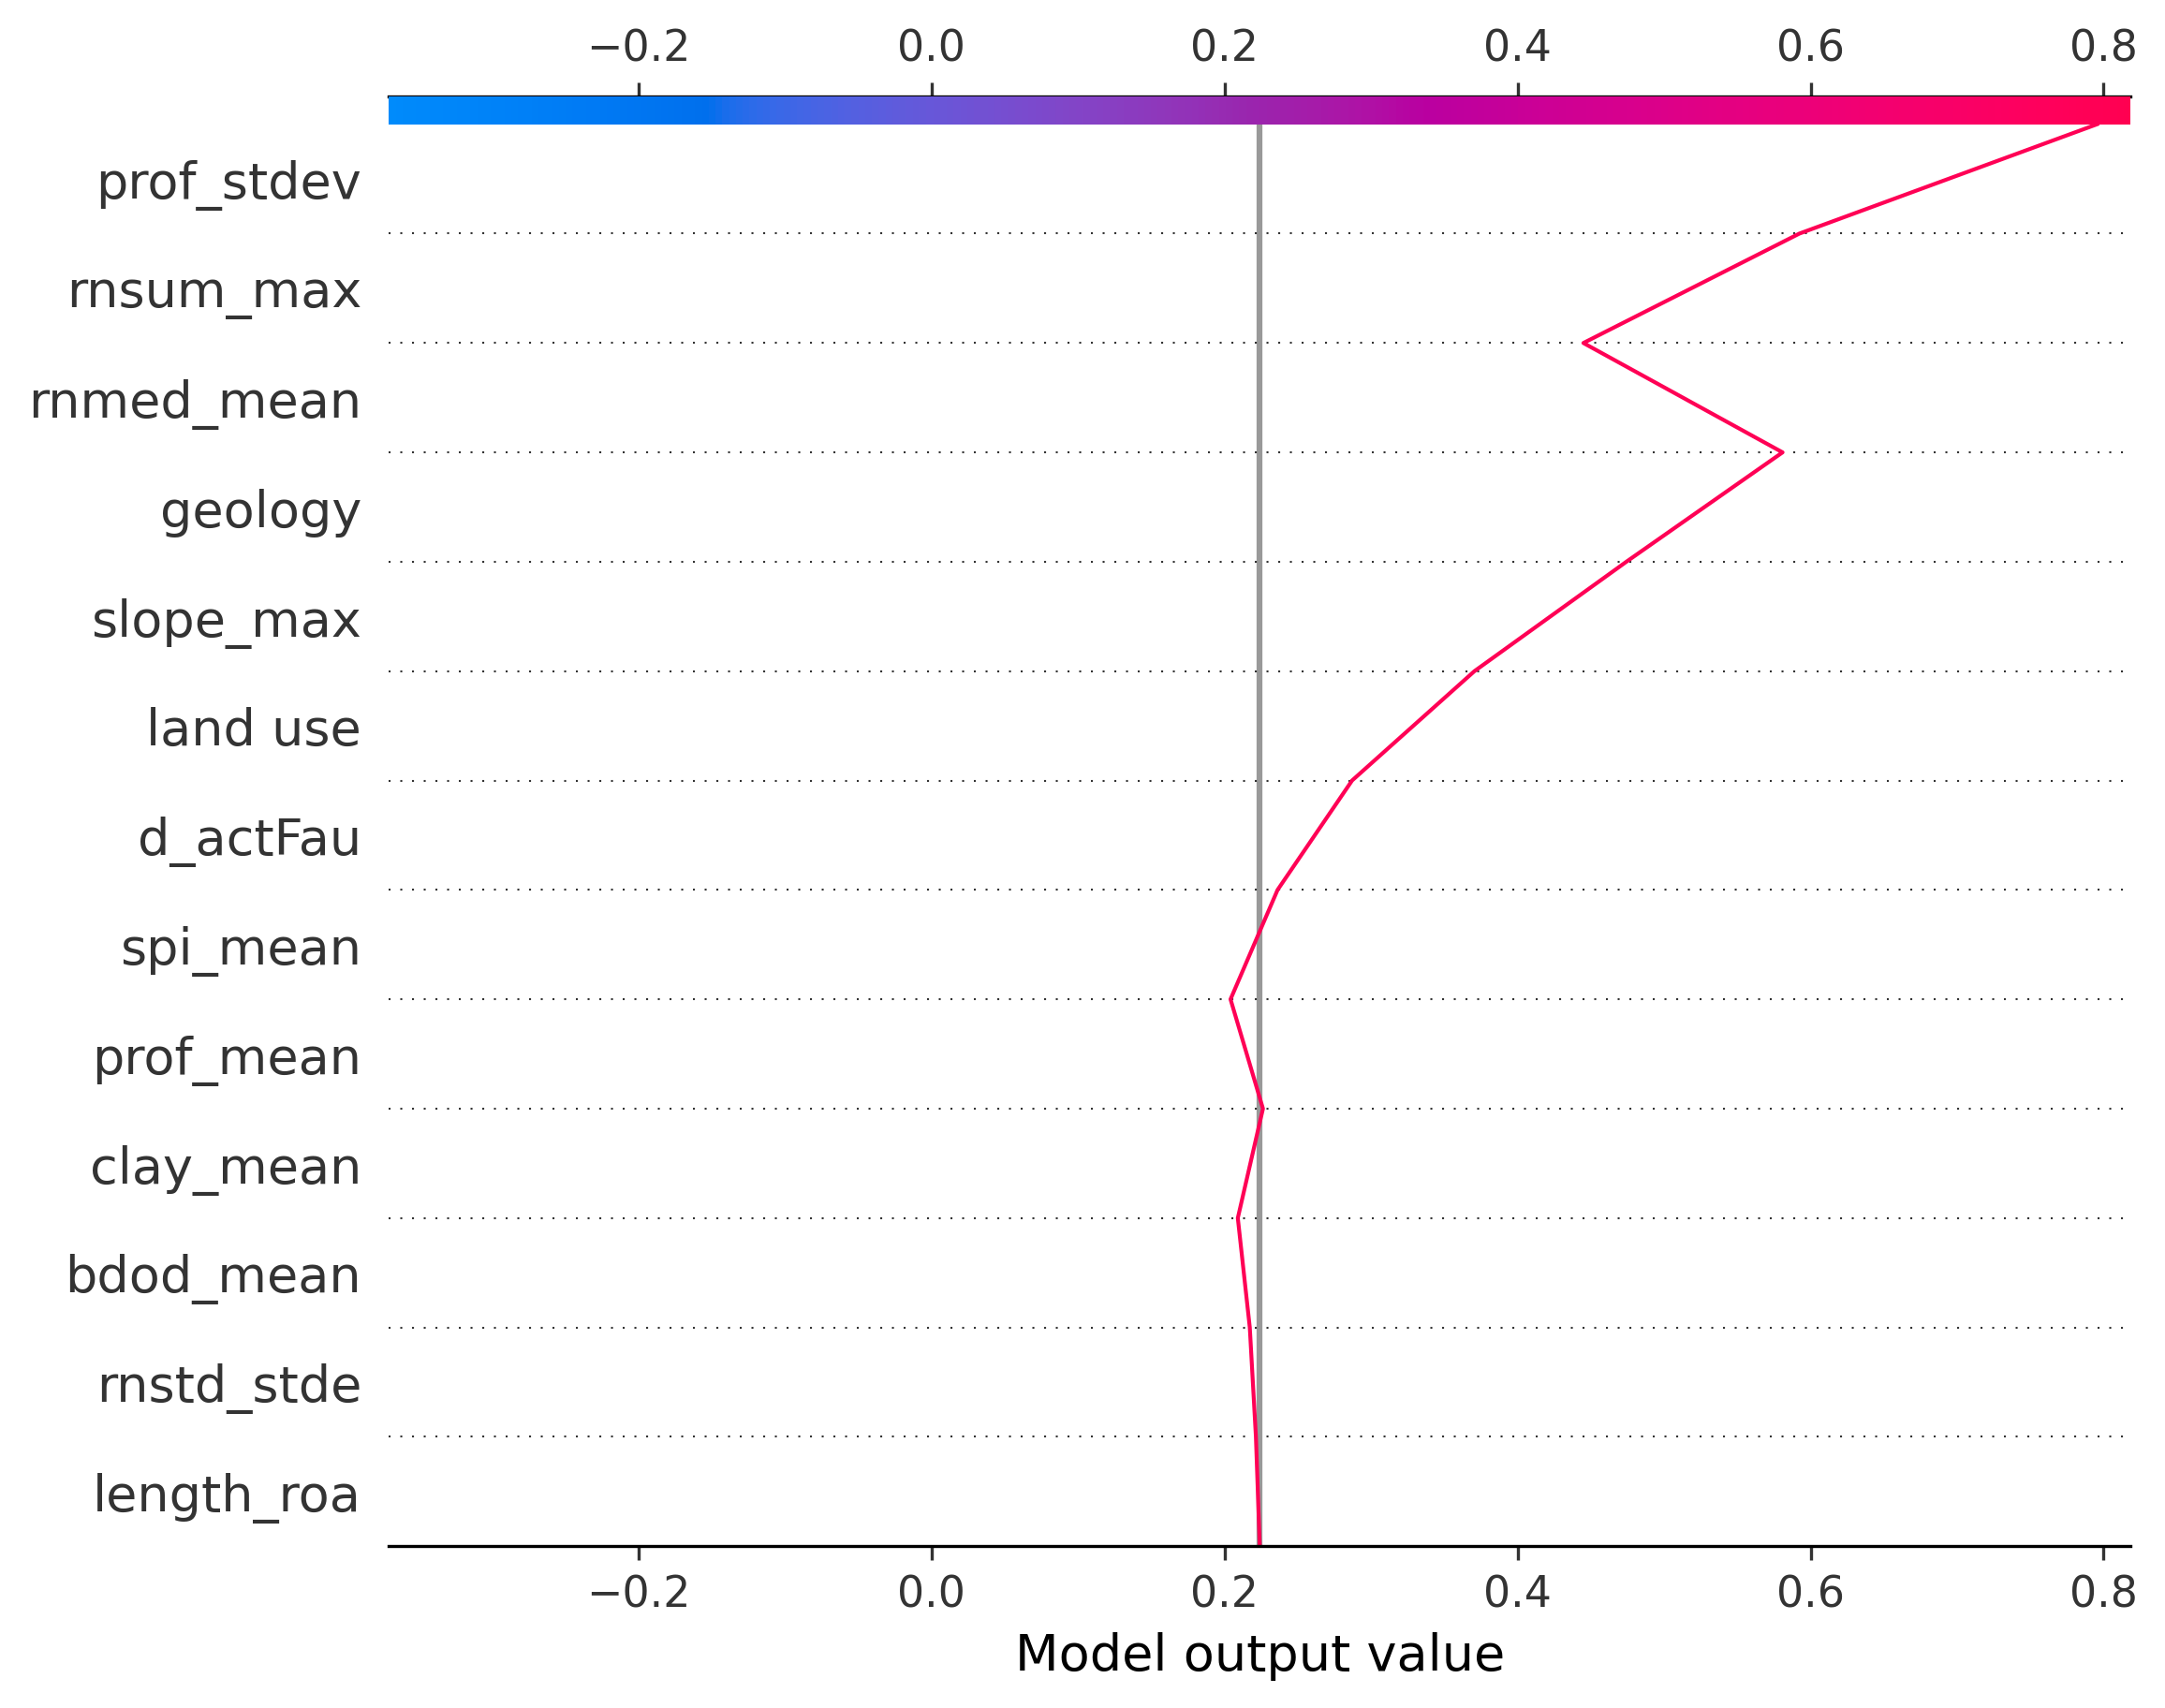 −0.2 0.0 0.2 0.4 0.6 0.8
prof_stdev
rnsum_max
rnmed_mean
geology
slope_max
land use
d_actFau
spi_mean
prof_mean
clay_mean
bdod_mean
rnstd_stde
length_roa
−0.2 0.0 0.2 0.4 0.6 0.8
Model output value